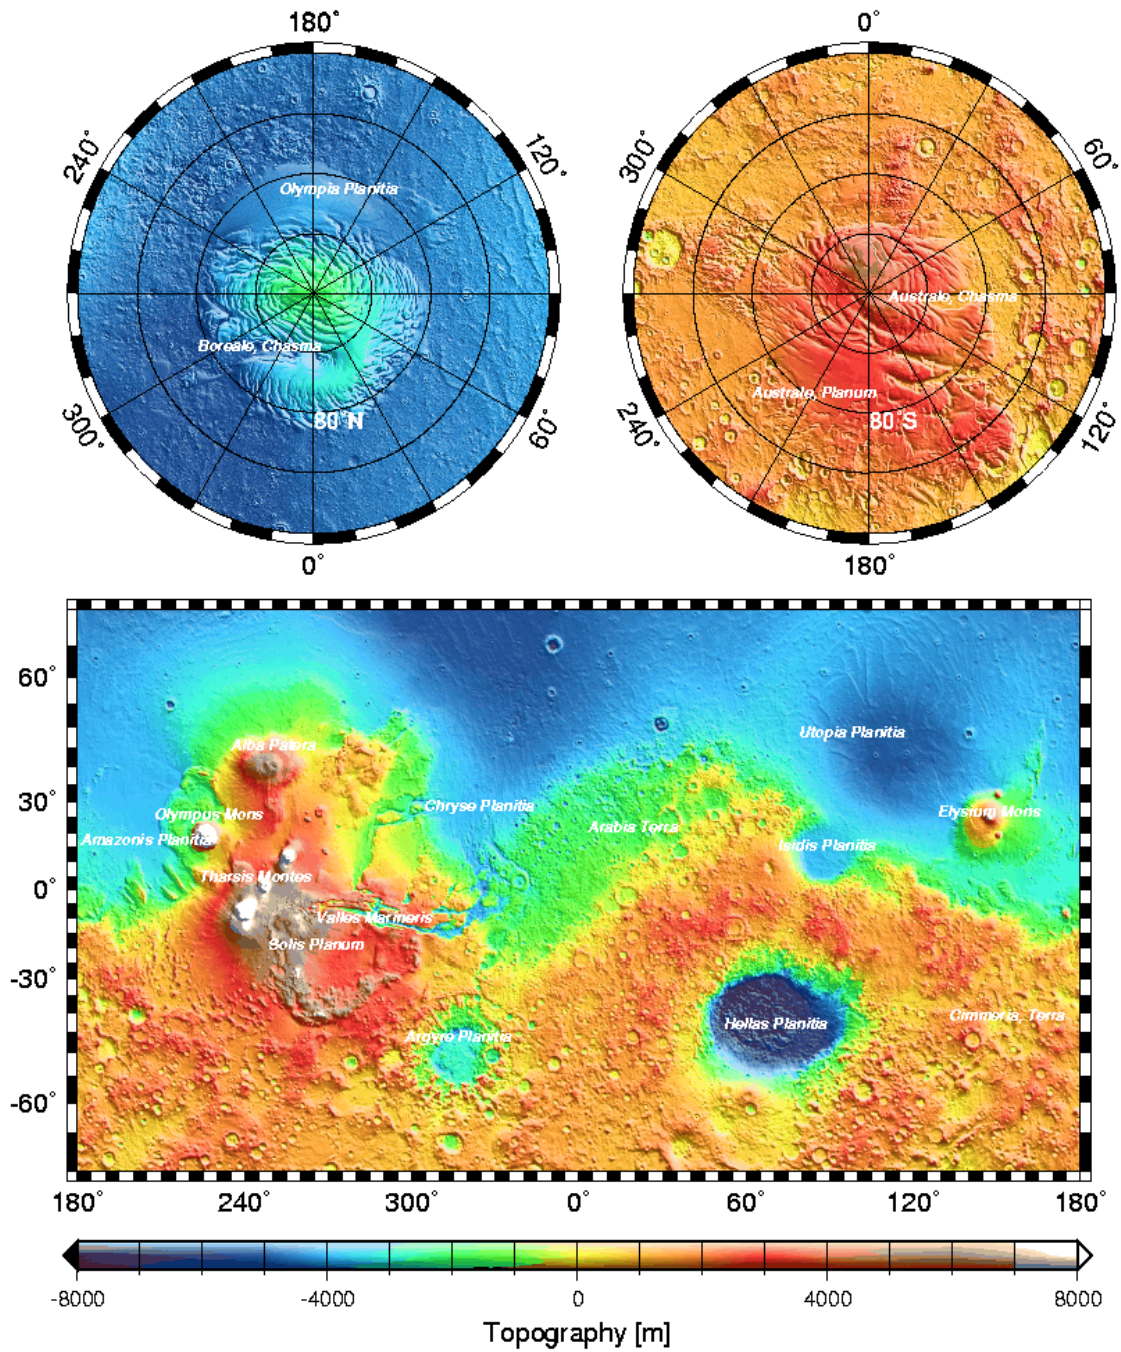 180°
0°
240°
120°
300°
60°
Olympia Planitia
Boreale, Chasma
80°N
300°
60°
0°
Australe, Chasma
Australe, Planum
80°S
240°
120°
180°
60°
30°
0°
-30°
-60°
Alba Patera
Utopia Planitia
Olympus Mons
Chryse Planitia
Elysium Mons
Amazonis Planitia
Arabia Terra
Isidis Planitia
Tharsis Montes
Valles Marineris
Solis Planum
Hellas Planitia
Cimmeria, Terra
Argyre Planitia
180°
240°
300°
0°
60°
120°
180°
-8000
-4000
0
4000
8000
Topography [m]